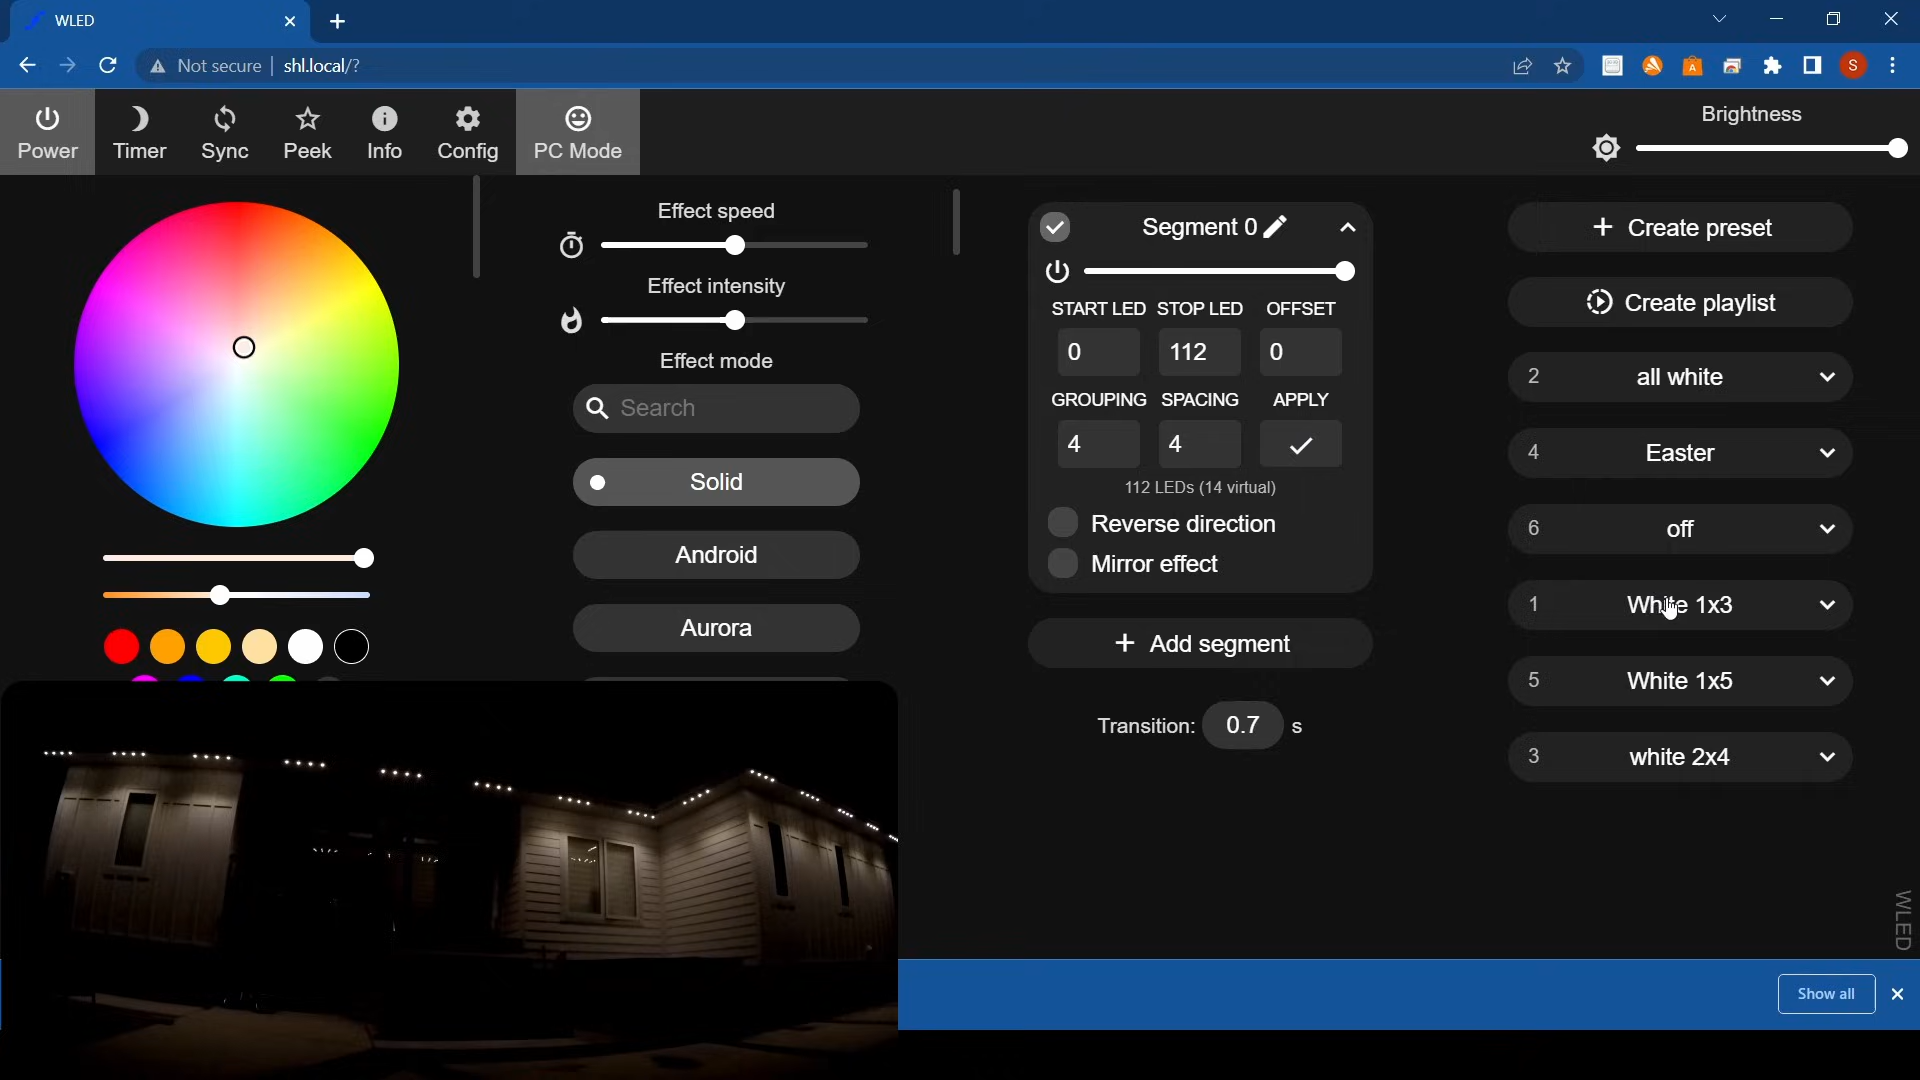 WLED
Not secure
shl.local/?
Power
Timer
Sync
Peek
Info
Config
PC Mode
Brightness
Effect speed
Effect intensity
Effect mode
Search
Solid
Android
Aurora
Segment 0
START LED STOP LED OFFSET
0 112 0
GROUPING SPACING APPLY
4 4
112 LEDs (14 virtual)
Reverse direction
Mirror effect
+ Add segment
Transition: 0.7 s
+ Create preset
Create playlist
2 all white
4 Easter
6 off
1 White 1x3
5 White 1x5
3 white 2x4
WLED
Show all
S
A